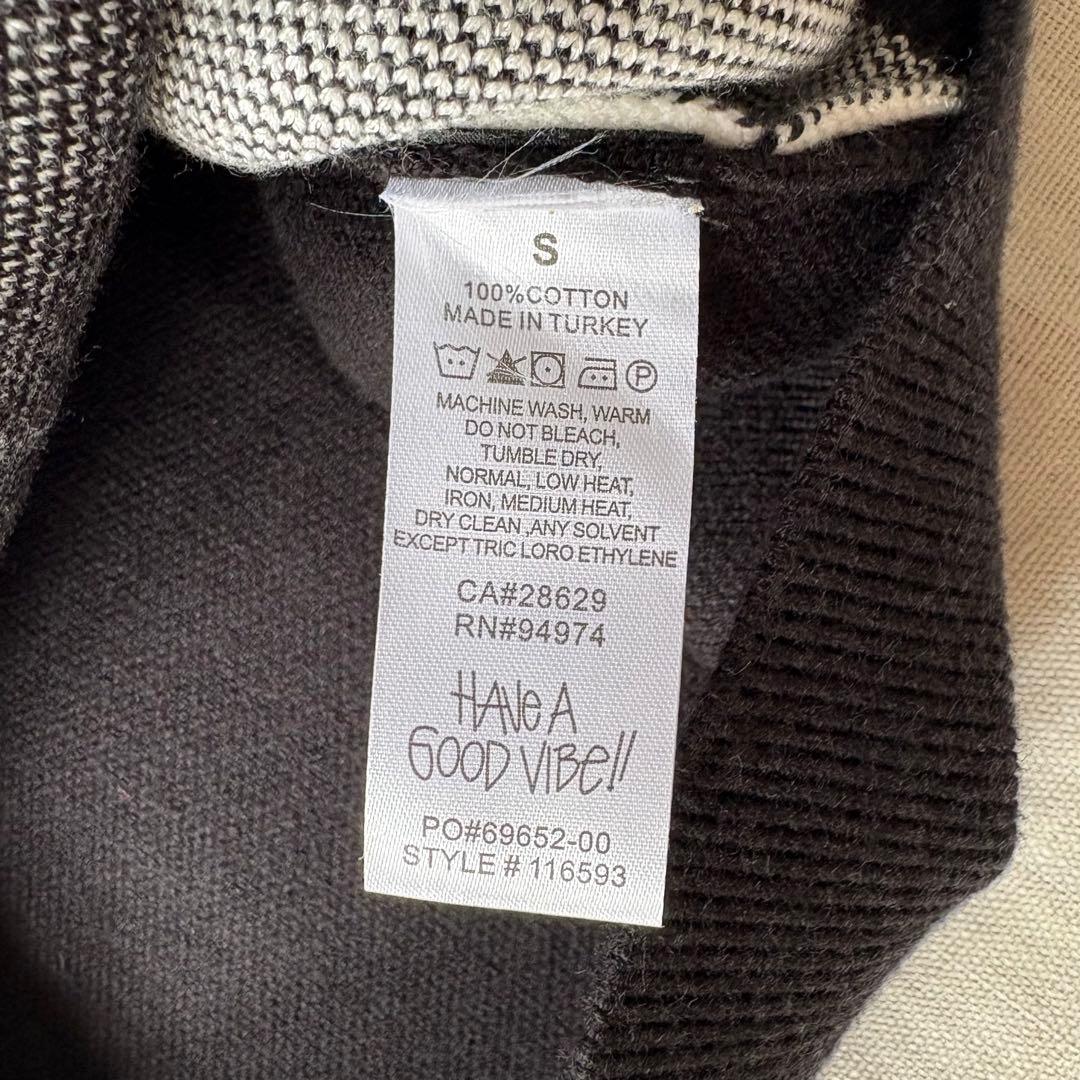 S
100%COTTON
MADE IN TURKEY
P
MACHINE WASH, WARM
DO NOT BLEACH,
TUMBLE DRY,
NORMAL, LOW HEAT,
IRON, MEDIUM HEAT,
DRY CLEAN ,ANY SOLVENT
EXCEPT TRIC LORO ETHYLENE
CA#28629
RN#94974
HAVE A
GOOD VIBE!!
PO#69652-00
STYLE # 116593